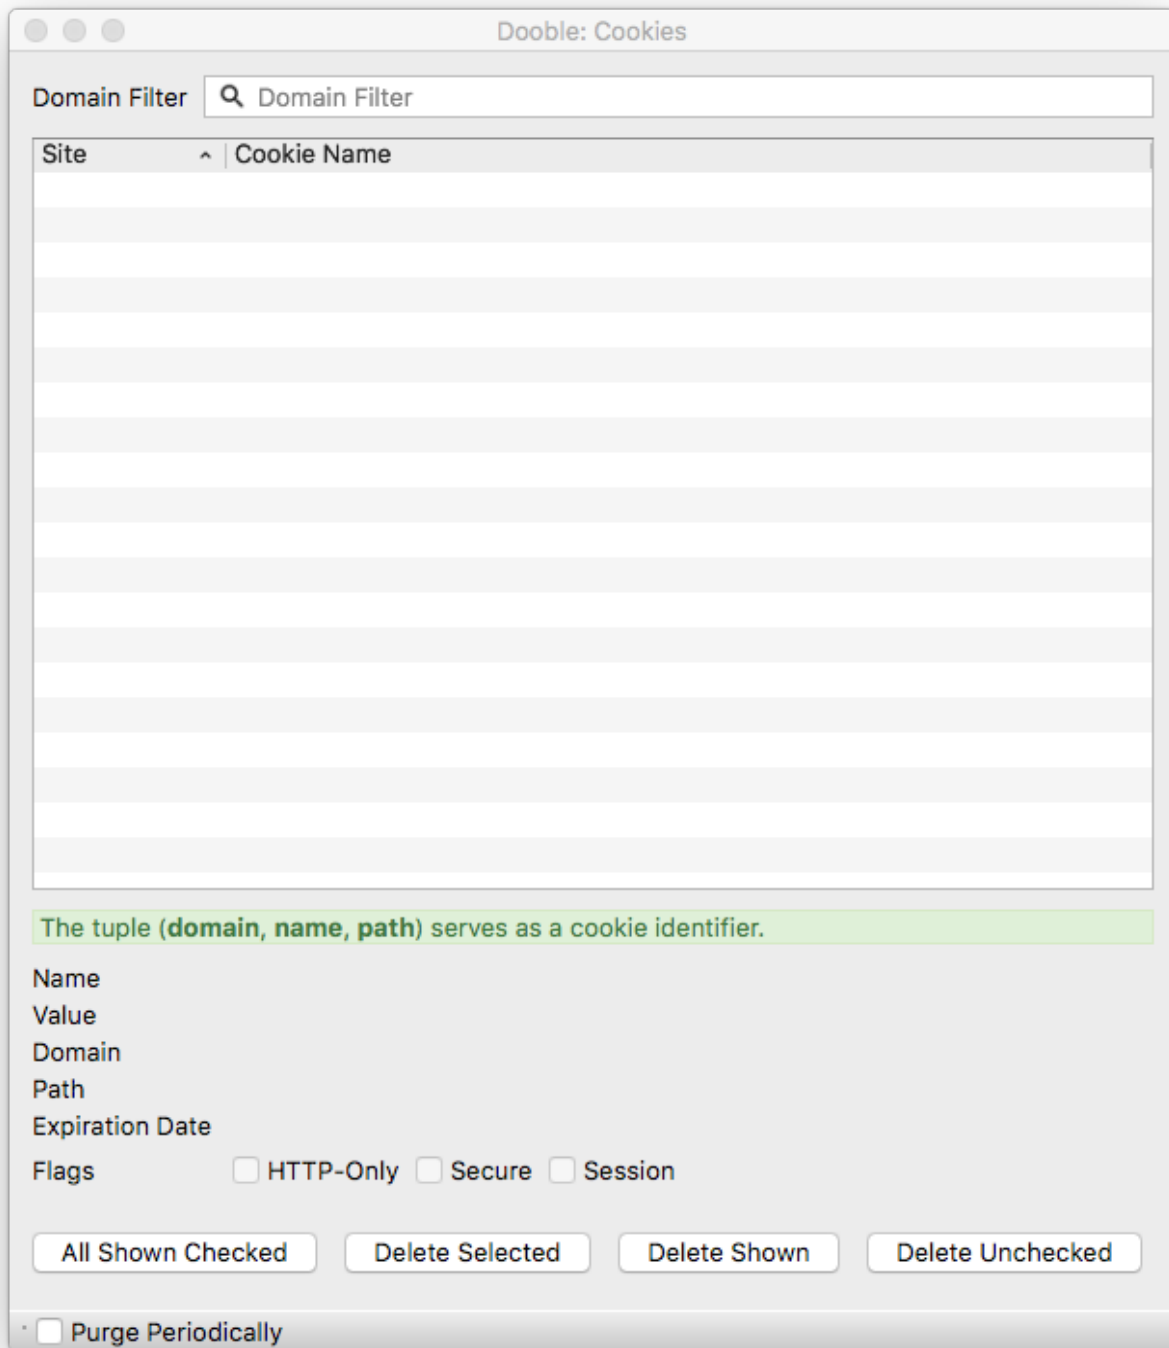 Dooble: Cookies
Domain Filter Domain Filter
Site Cookie Name
The tuple (domain, name, path) serves as a cookie identifier.
Name
Value
Domain
Path
Expiration Date
Flags HTTP-Only Secure Session
All Shown Checked Delete Selected Delete Shown Delete Unchecked
Purge Periodically